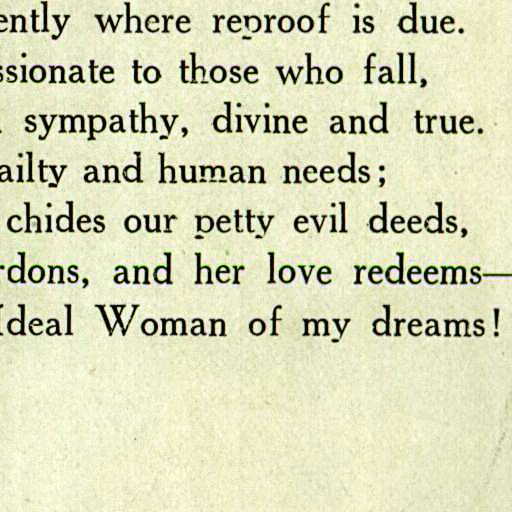 ently where reproof is due.
ssionate to those who fall,
sympathy, divine and true.
ailty and human needs;
chides our petty evil deeds,
rdons, and her love redeems—
Ideal Woman of my dreams!